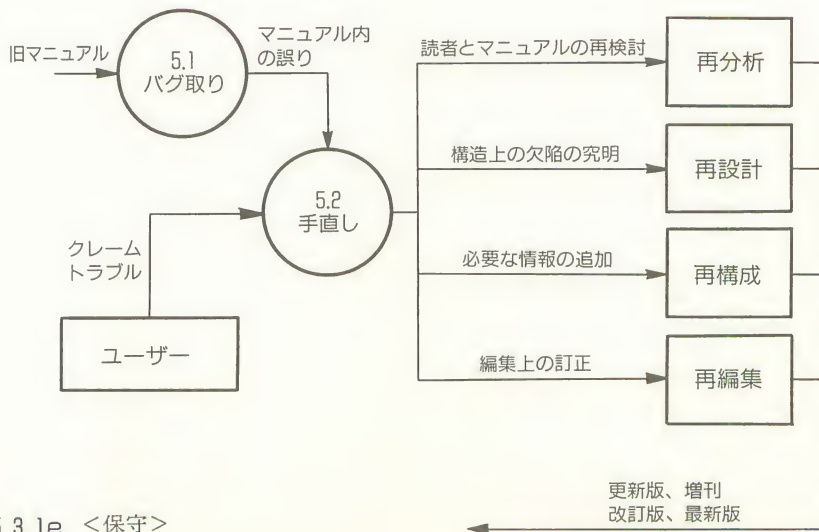 旧マニュアル
5.1
バグ取り
マニュアル内
の誤り
5.2
手直し
クレーム
トラブル
ユーザー
読者とマニュアルの再検討
再分析
構造上の欠陥の究明
再設計
必要な情報の追加
再構成
編集上の訂正
再編集
更新版、増刊
改訂版、最新版
5.3.1e <保守>